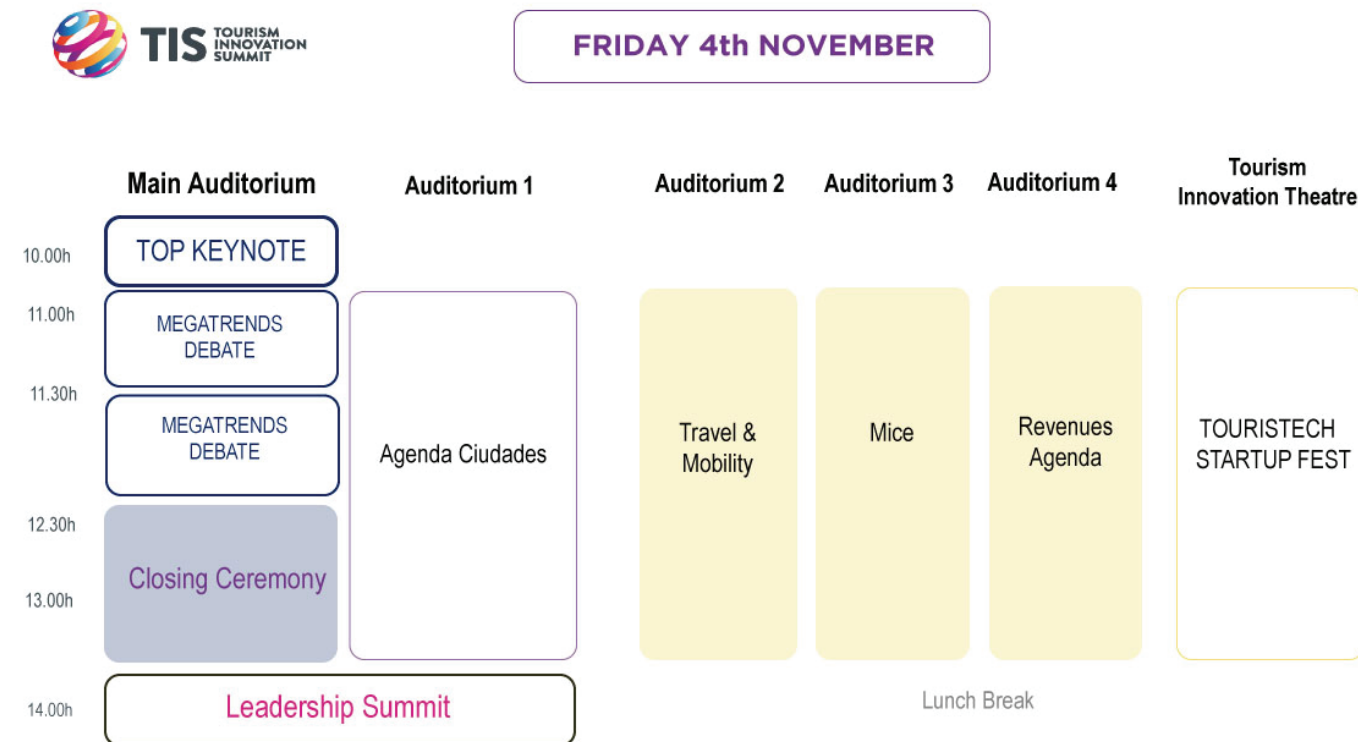 TIS TOURISM
INNOVATION
SUMMIT
FRIDAY 4th NOVEMBER
Main Auditorium
Auditorium 1
Auditorium 2
Auditorium 3
Auditorium 4
Tourism
Innovation Theatre
10.00h
TOP KEYNOTE
11.00h
MEGATRENDS
DEBATE
11.30h
MEGATRENDS
DEBATE
Agenda Ciudades
Travel &
Mobility
Mice
Revenues
Agenda
TOURISTECH
STARTUP FEST
12.30h
Closing Ceremony
13.00h
14.00h
Leadership Summit
Lunch Break